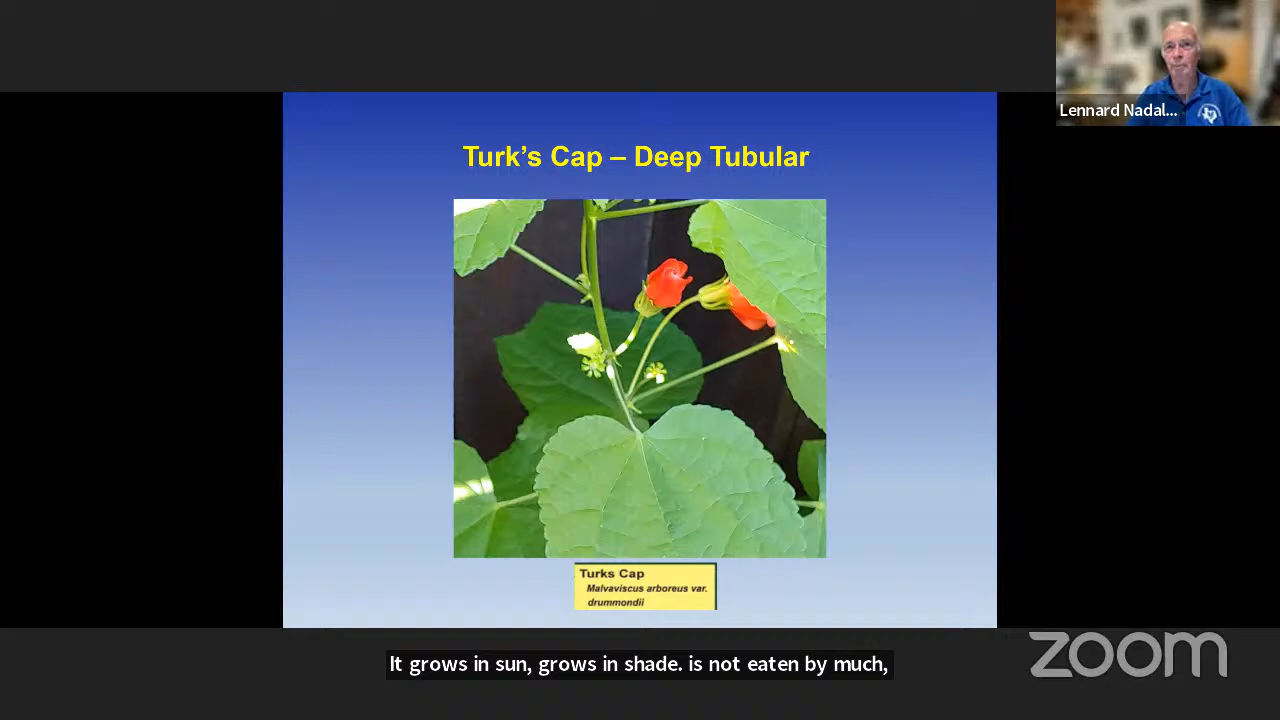 Lennard Nadal...
Turk's Cap – Deep Tubular
Turks Cap
Malvaviscus arboreus var.
drummondii
It grows in sun, grows in shade. is not eaten by much,
zoom